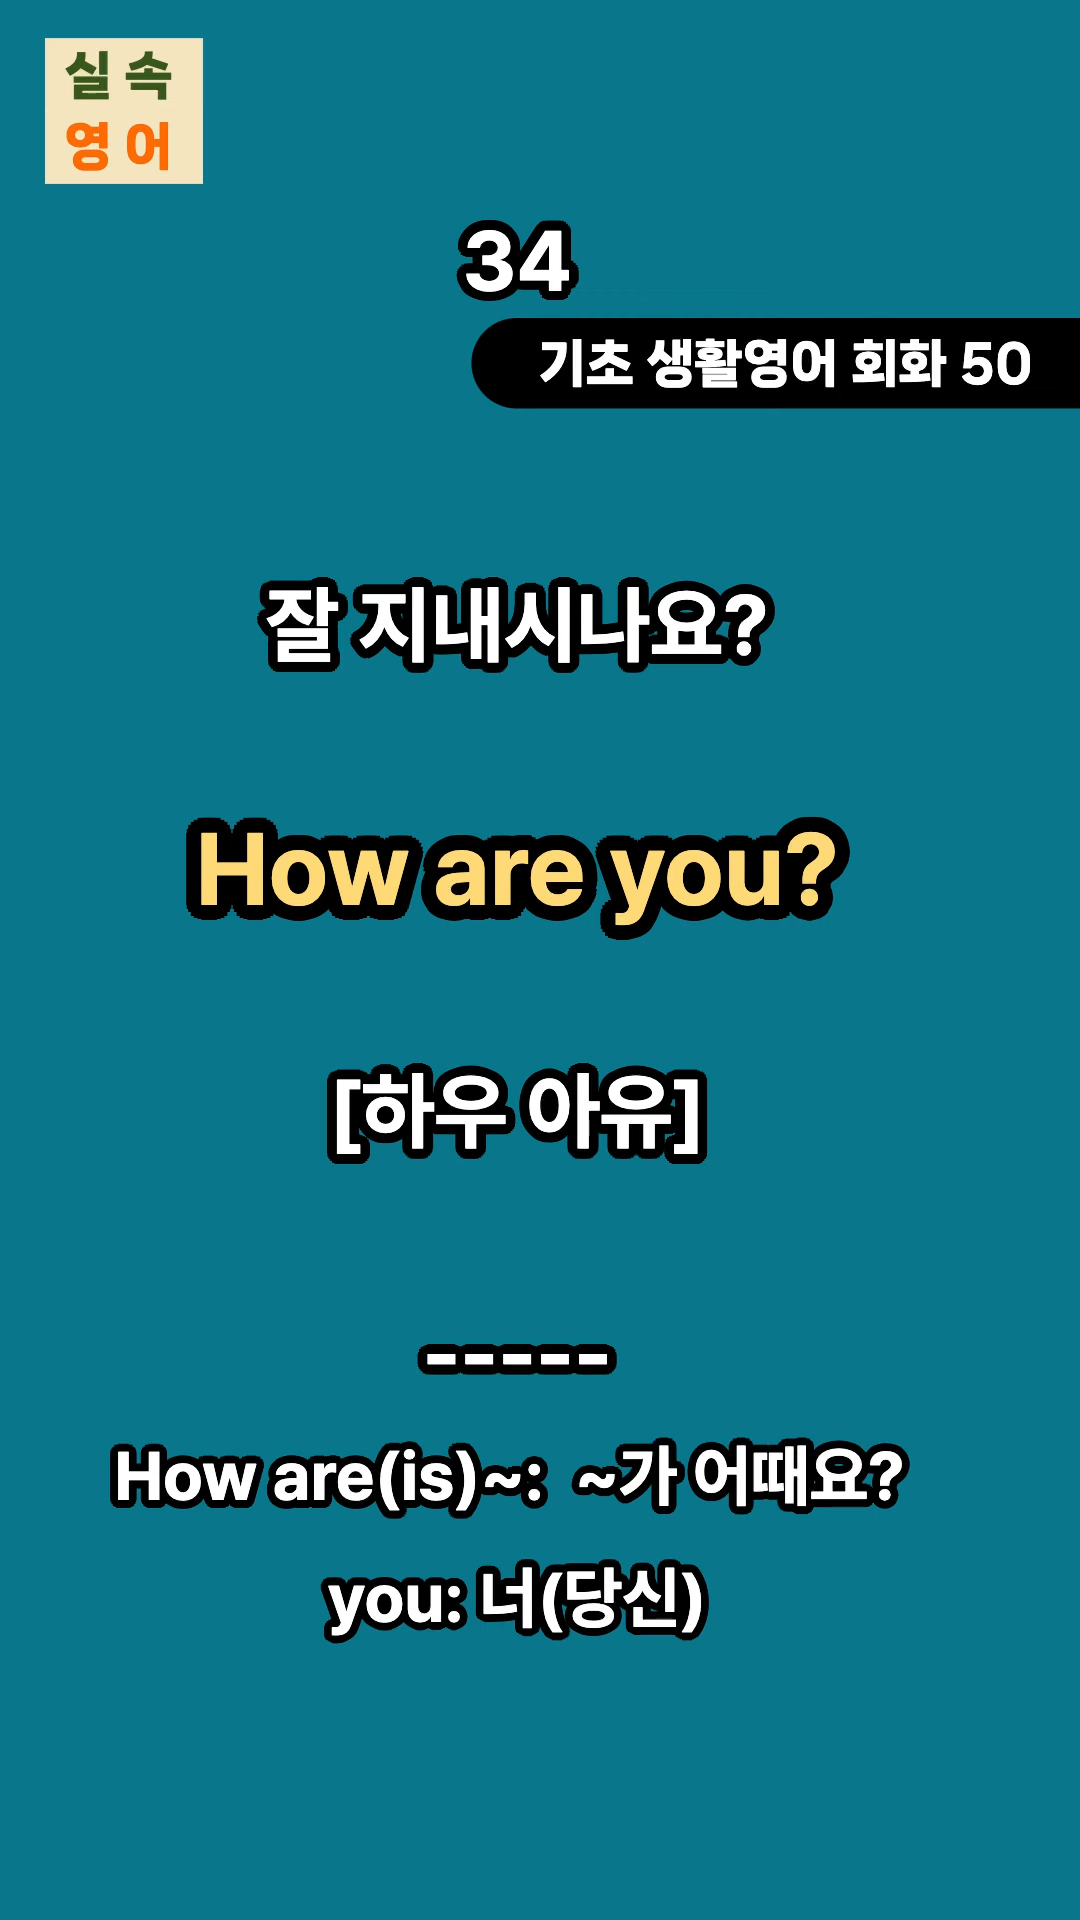 실속
영어
34
기초 생활영어 회화 50
잘 지내시나요?
How are you?
[하우 아유]
-----
How are(is)~: ~가 어때요?
you: 너(당신)